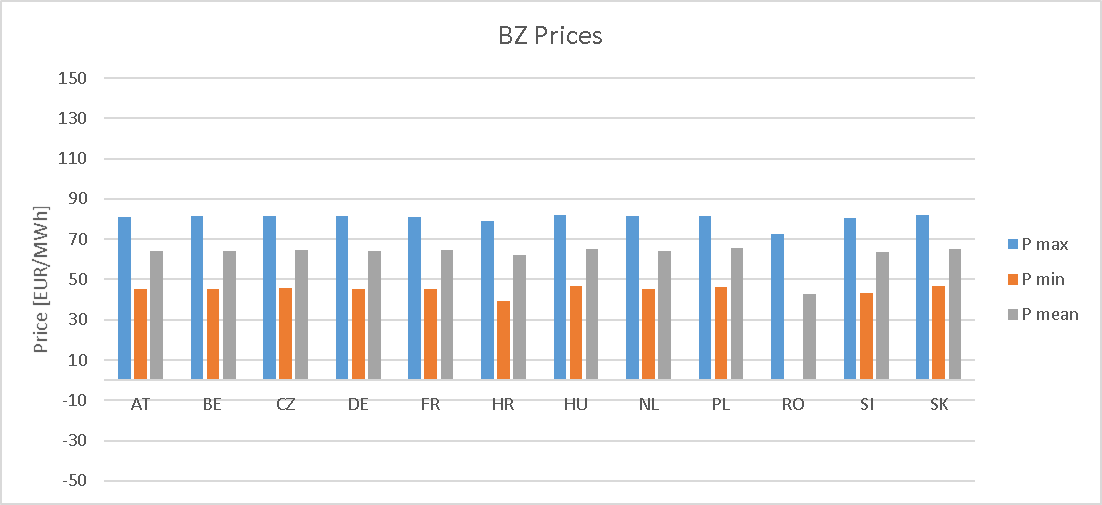 BZ Prices
150
130
110
90
70
50
30
10
-10
-30
-50
Price [EUR/MWh]
AT BE CZ DE FR HR HU NL PL RO SI SK
P max
P min
P mean